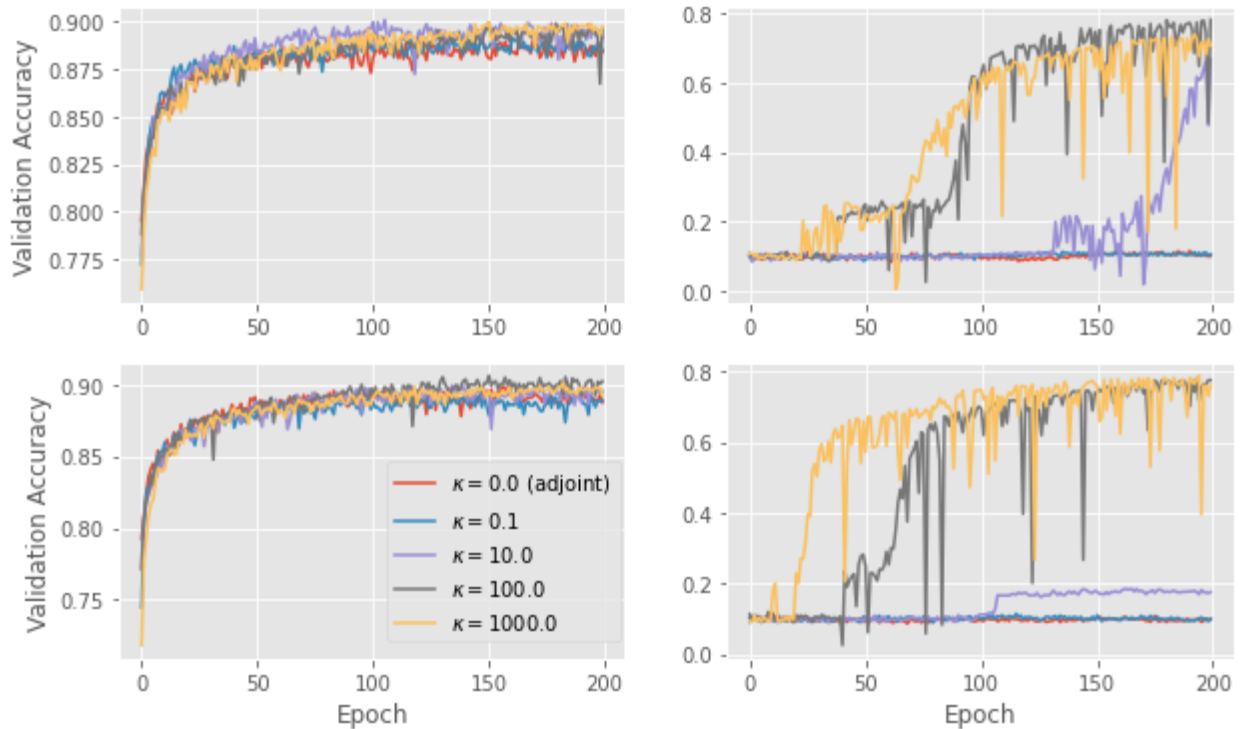 Validation Accuracy
0.900
0.875
0.850
0.825
0.800
0.775
0 50 100 150 200
0.8
0.6
0.4
0.2
0.0
0 50 100 150 200
Validation Accuracy
0.90
0.85
0.80
0.75
κ = 0.0 (adjoint)
κ = 0.1
κ = 10.0
κ = 100.0
κ = 1000.0
0 50 100 150 200
Epoch
0.8
0.6
0.4
0.2
0.0
0 50 100 150 200
Epoch